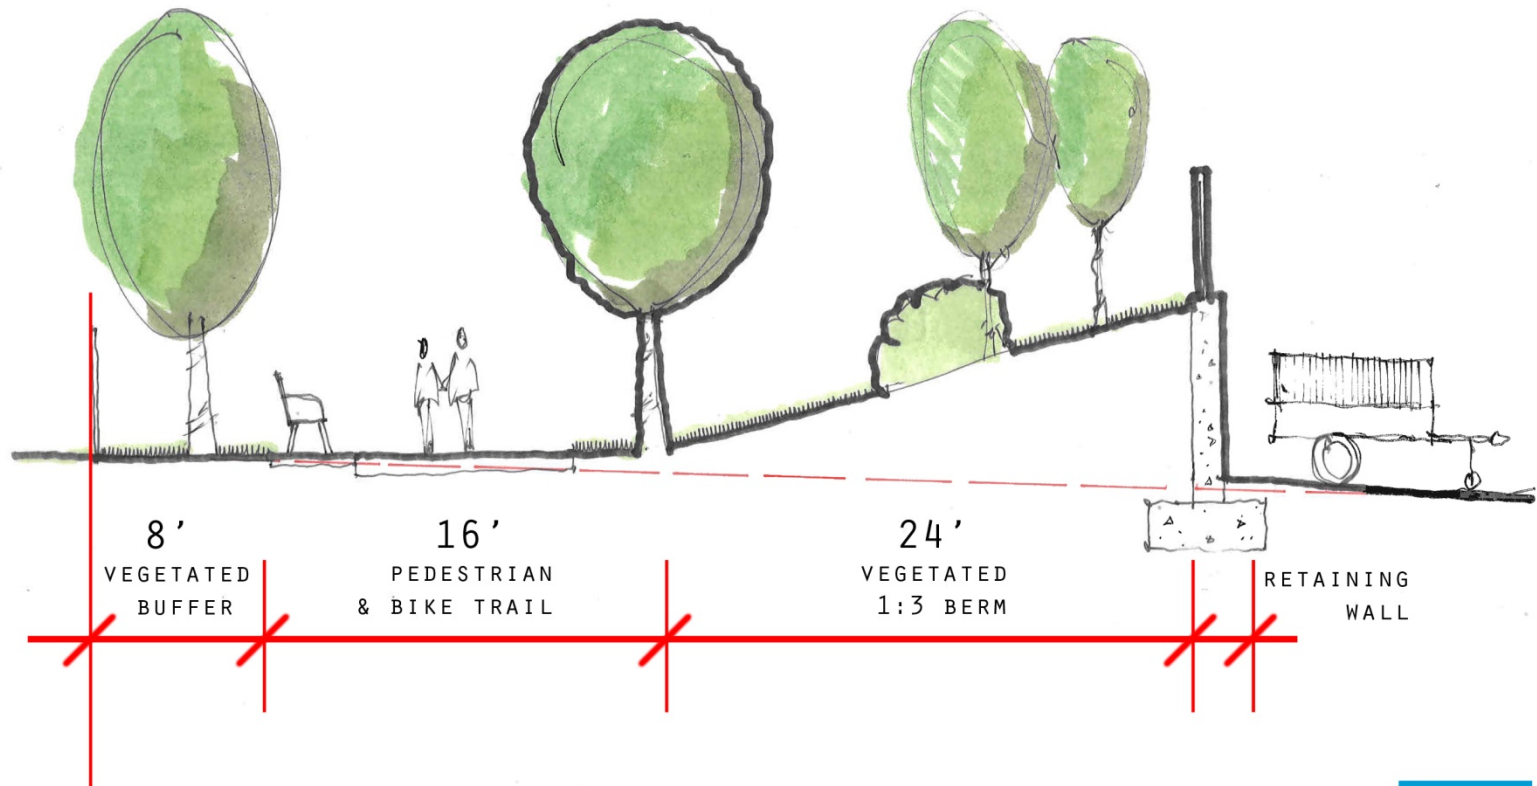 8’
VEGETATED
BUFFER
16’
PEDESTRIAN
& BIKE TRAIL
24’
VEGETATED
1:3 BERM
RETAINING
WALL